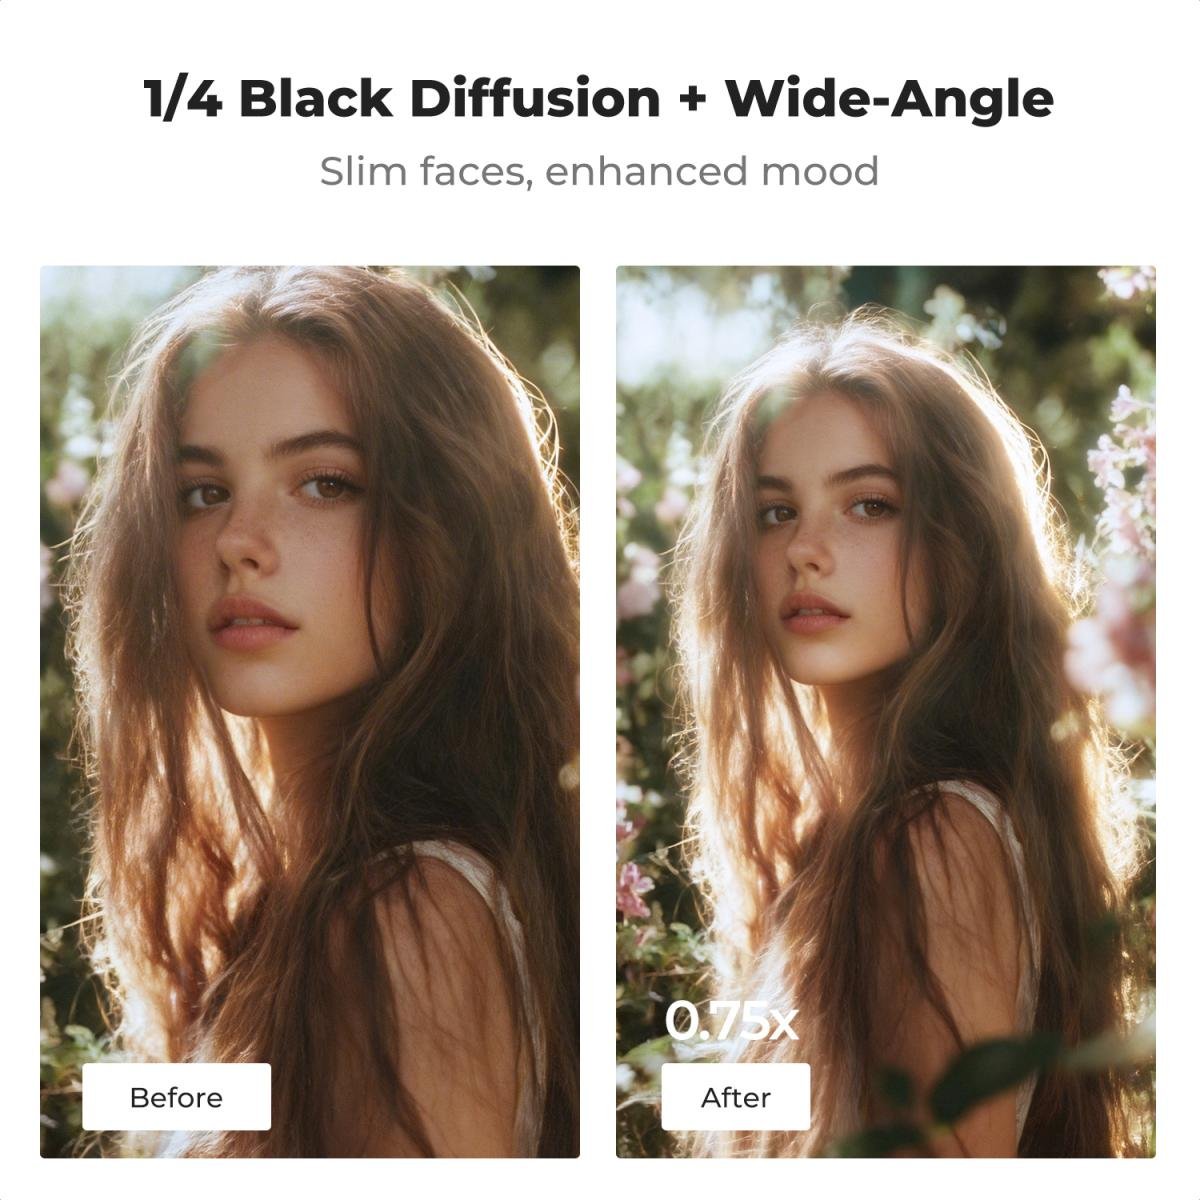 1/4 Black Diffusion + Wide-Angle
Slim faces, enhanced mood
0.75x
Before
After